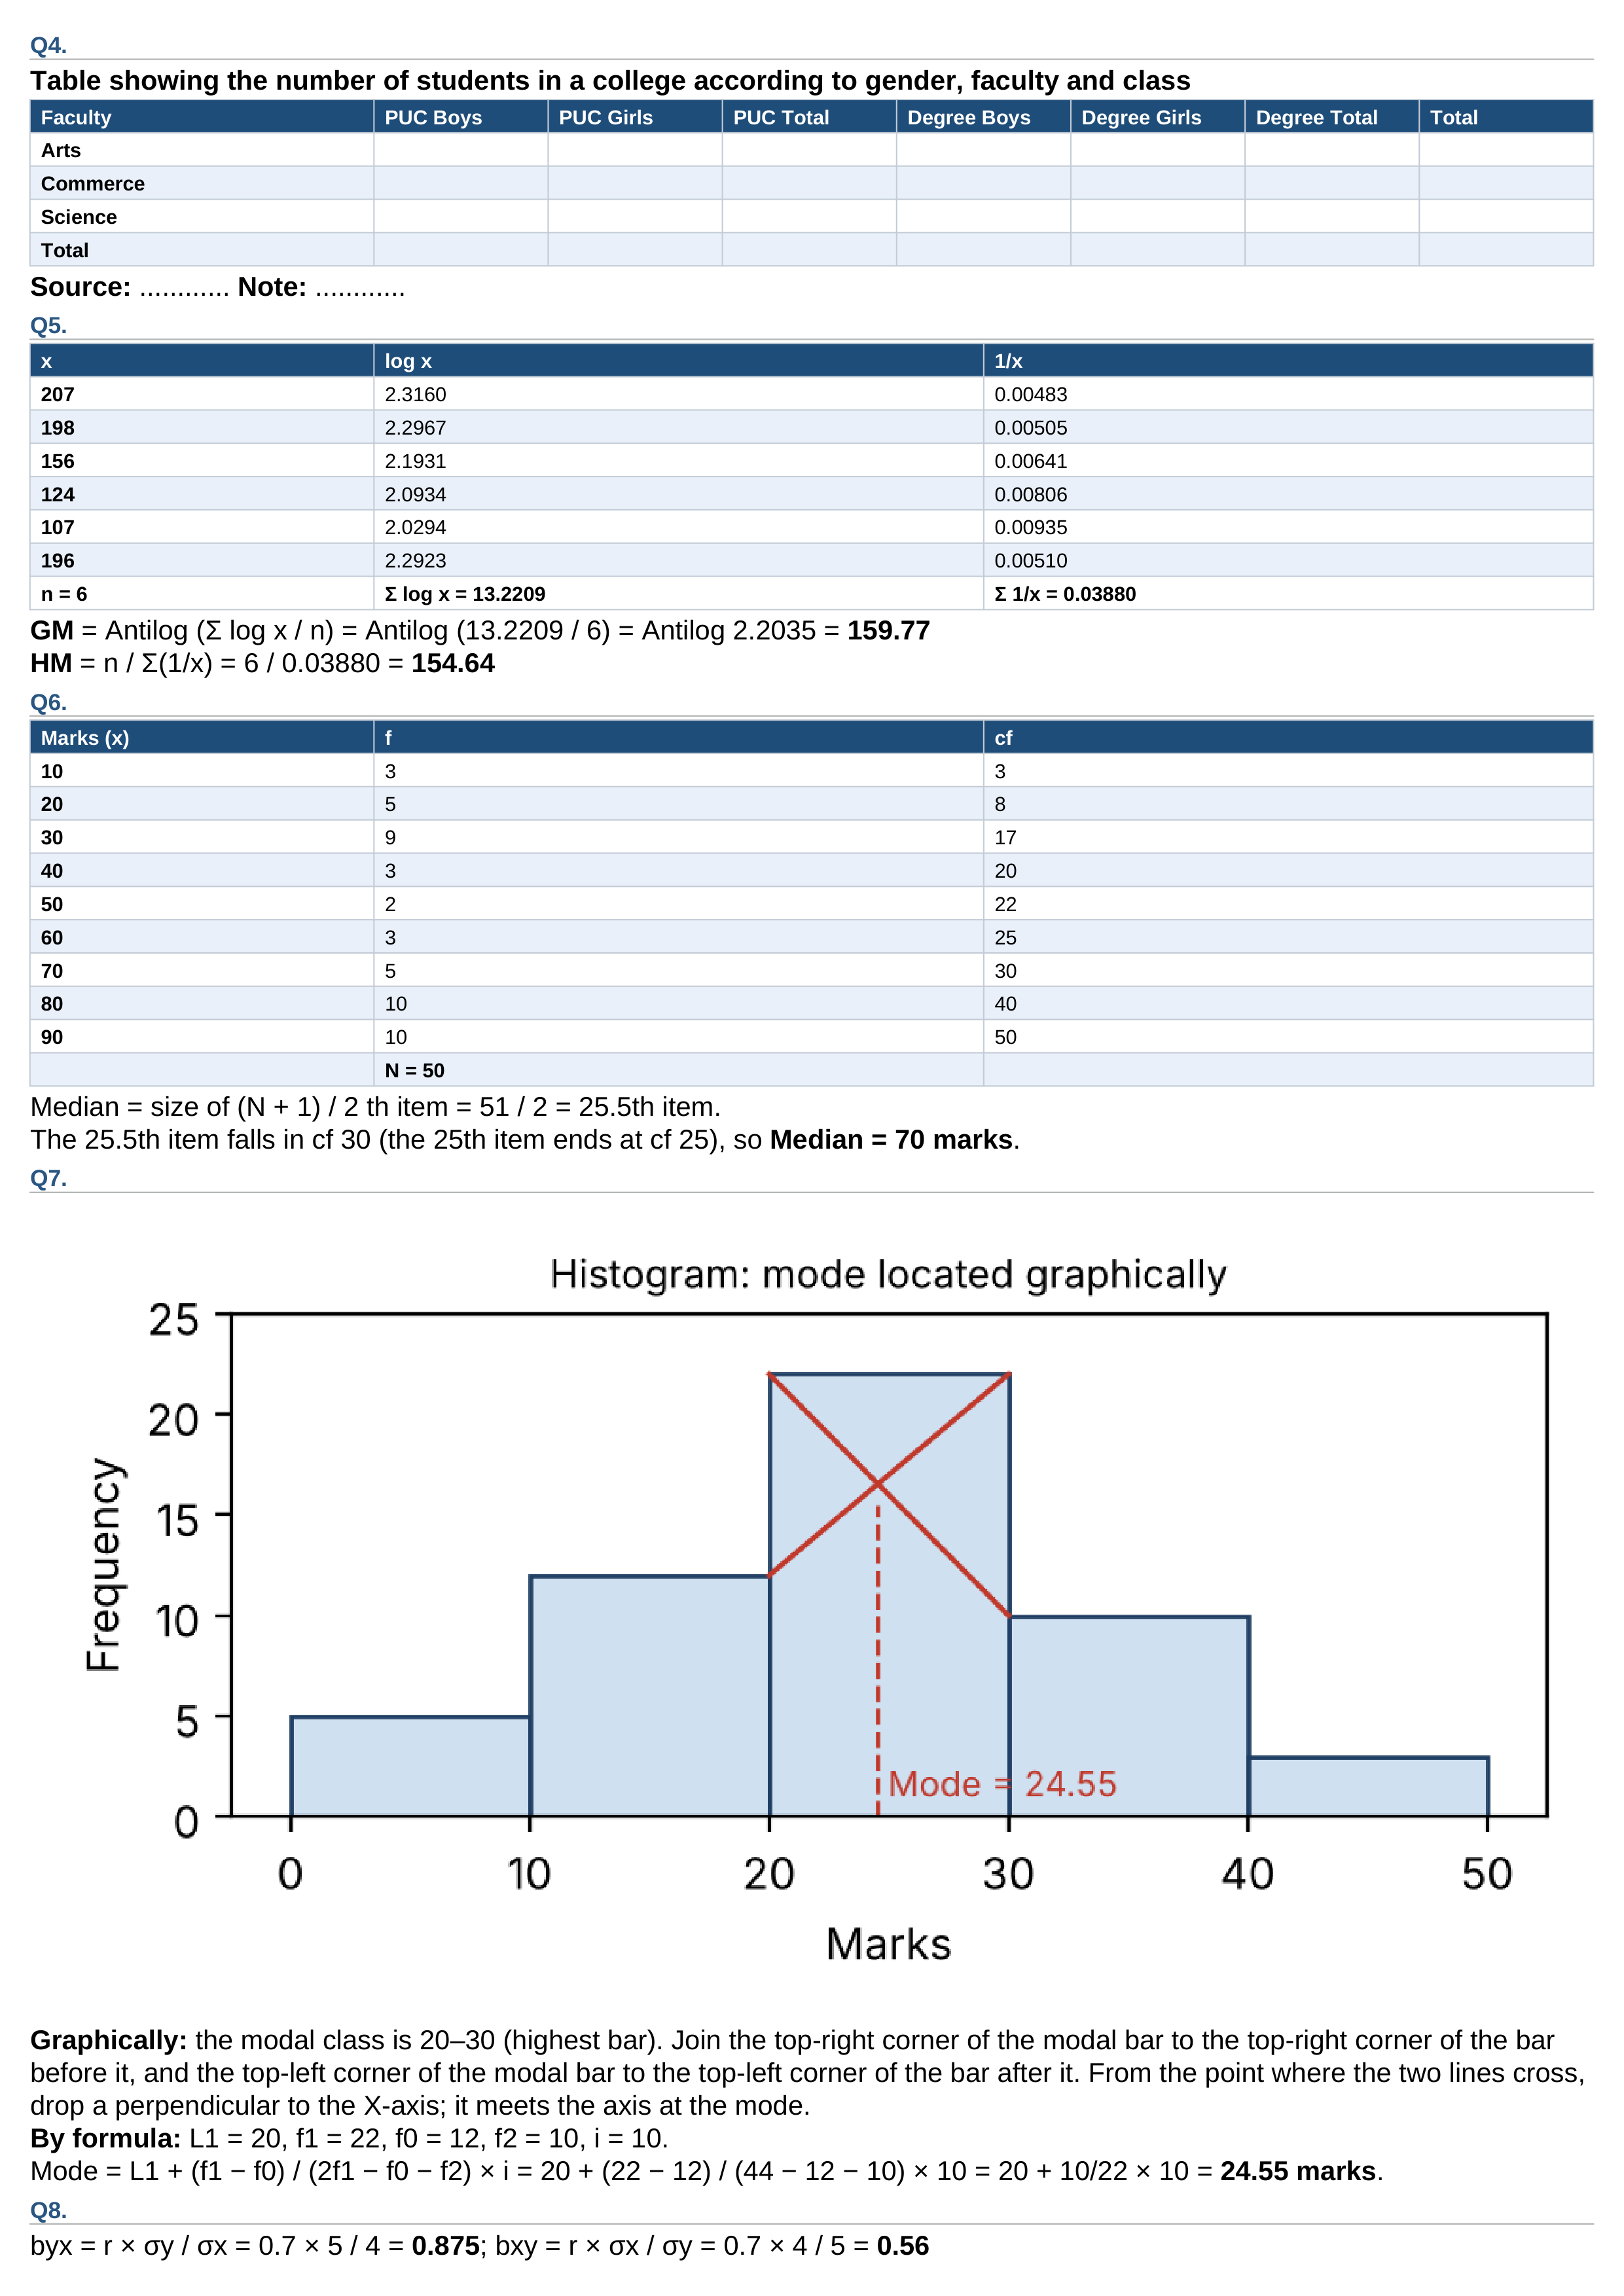 Q4.
Table showing the number of students in a college according to gender, faculty and class
Faculty PUC Boys PUC Girls PUC Total Degree Boys Degree Girls Degree Total Total
Arts
Commerce
Science
Total
Source: ............ Note: ............
Q5.
x log x 1/x
207 2.3160 0.00483
198 2.2967 0.00505
156 2.1931 0.00641
124 2.0934 0.00806
107 2.0294 0.00935
196 2.2923 0.00510
n = 6 Σ log x = 13.2209 Σ 1/x = 0.03880
GM = Antilog (Σ log x / n) = Antilog (13.2209 / 6) = Antilog 2.2035 = 159.77
HM = n / Σ(1/x) = 6 / 0.03880 = 154.64
Q6.
Marks (x) f cf
10 3 3
20 5 8
30 9 17
40 3 20
50 2 22
60 3 25
70 5 30
80 10 40
90 10 50
N = 50
Median = size of (N + 1) / 2 th item = 51 / 2 = 25.5th item.
The 25.5th item falls in cf 30 (the 25th item ends at cf 25), so Median = 70 marks.
Q7.
Histogram: mode located graphically
25
20
15
10
5
0
Frequency
Mode = 24.55
0 10 20 30 40 50
Marks
Graphically: the modal class is 20–30 (highest bar). Join the top-right corner of the modal bar to the top-right corner of the bar
before it, and the top-left corner of the modal bar to the top-left corner of the bar after it. From the point where the two lines cross,
drop a perpendicular to the X-axis; it meets the axis at the mode.
By formula: L1 = 20, f1 = 22, f0 = 12, f2 = 10, i = 10.
Mode = L1 + (f1 − f0) / (2f1 − f0 − f2) × i = 20 + (22 − 12) / (44 − 12 − 10) × 10 = 20 + 10/22 × 10 = 24.55 marks.
Q8.
byx = r × σy / σx = 0.7 × 5 / 4 = 0.875; bxy = r × σx / σy = 0.7 × 4 / 5 = 0.56